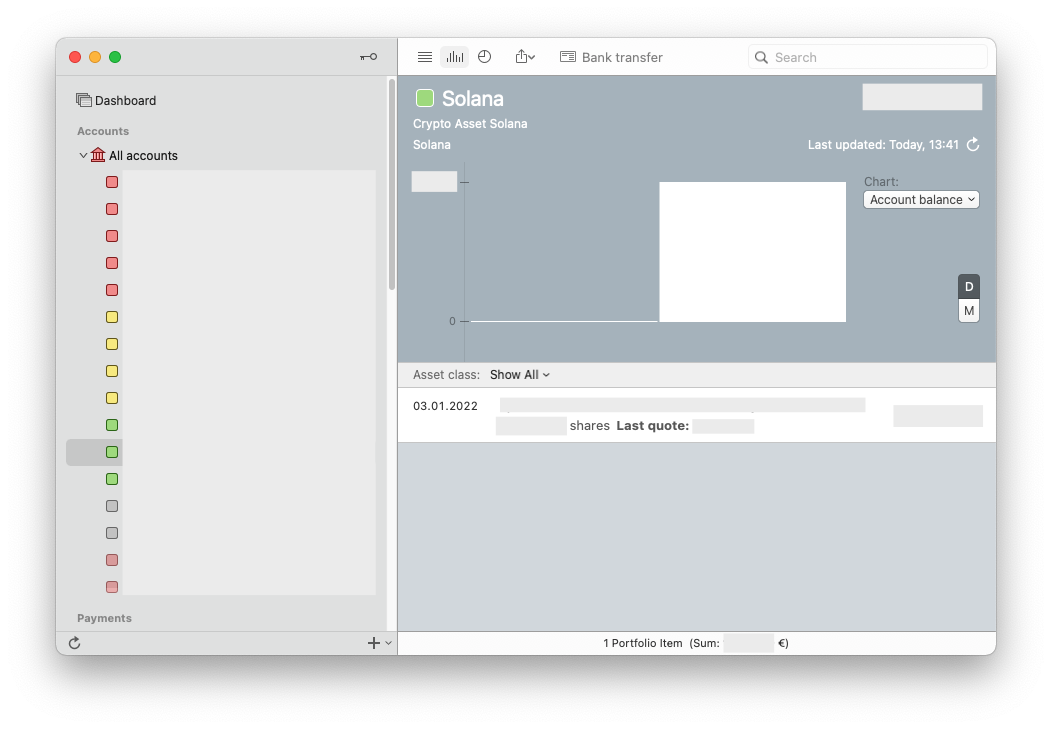 Bank transfer
Search
Dashboard
Accounts
All accounts
Payments
Solana
Crypto Asset Solana
Solana
Last updated: Today, 13:41
Chart:
Account balance
0
D
M
Asset class: Show All
03.01.2022
shares Last quote:
1 Portfolio Item (Sum: €)